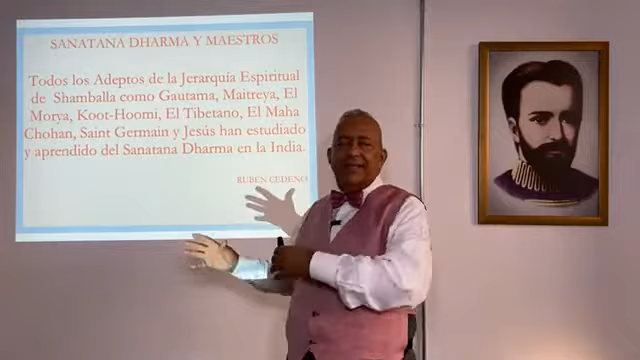 SANATANA DHARMA Y MAESTROS
Todos los Adeptos de la Jerarquía Espiritual
de Shamballa como Gautama, Maitreya, El
Morya, Koot-Hoomi, El Tibetano, El Maha
Chohan, Saint Germain y Jesús han estudiado
y aprendido del Sanatana Dharma en la India.
RUBEN CEDEÑO